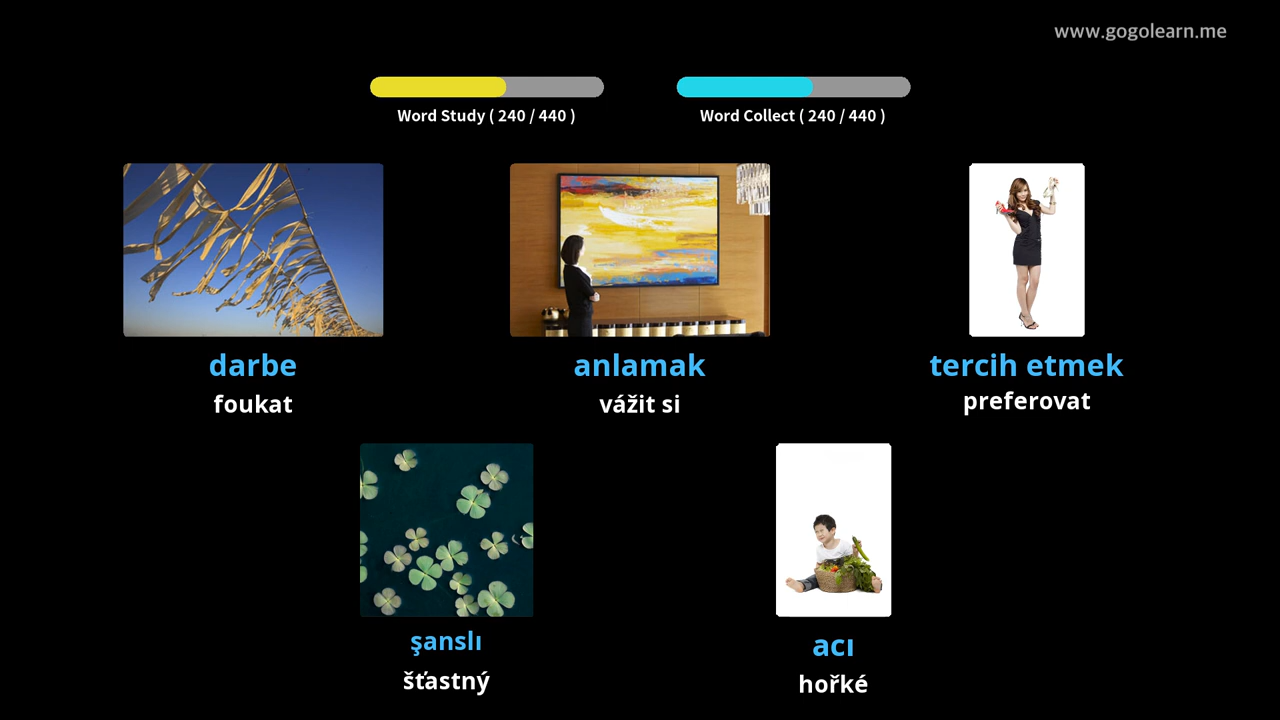 www.gogolearn.me
Word Study ( 240 / 440 )
Word Collect ( 240 / 440 )
darbe
foukat
anlamak
vážit si
tercih etmek
preferovat
şanslı
šťastný
acı
hořké